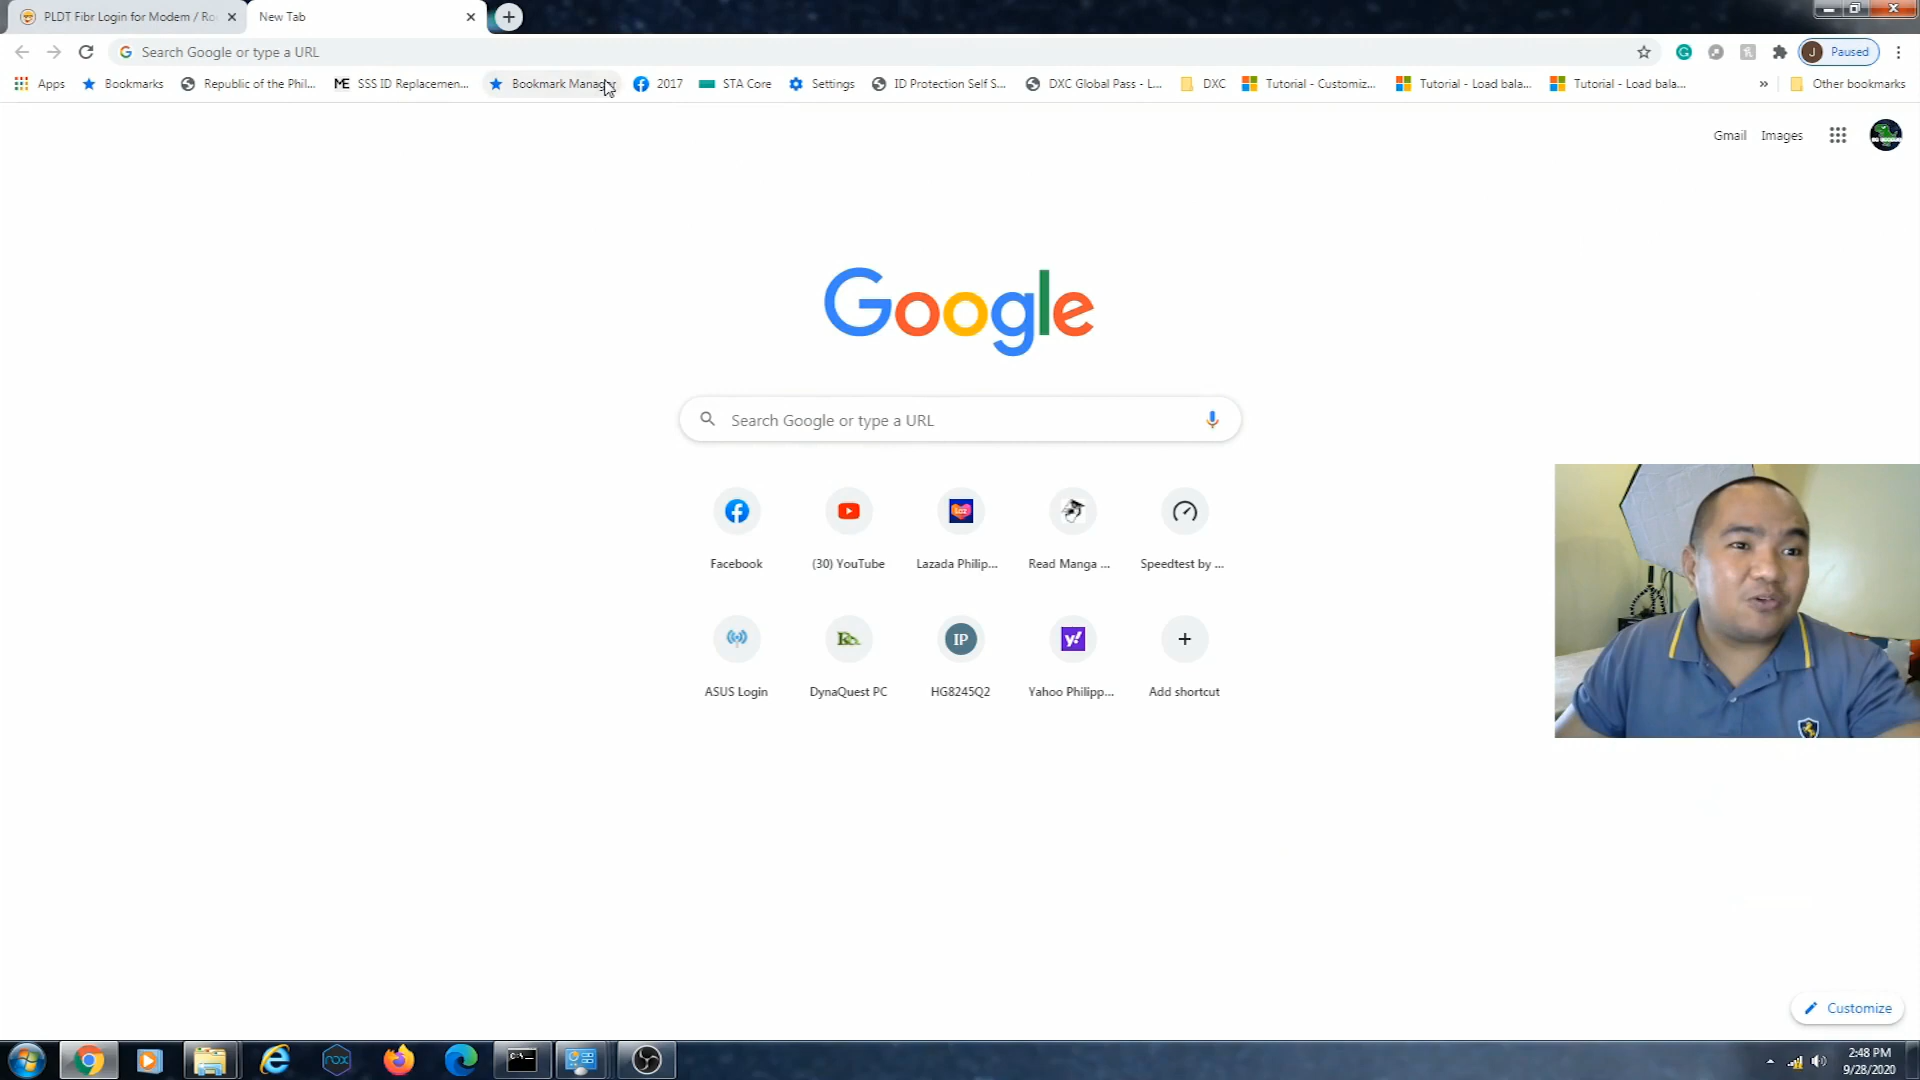 PLDT Fibr Login for Modem / Ro
New Tab
Search Google or type a URL
Paused
Apps
Bookmarks
Republic of the Phil...
ME SSS ID Replacemen...
Bookmark Manager
2017
STA Core
Settings
ID Protection Self S...
DXC Global Pass - L...
DXC
Tutorial - Customiz...
Tutorial - Load bala...
Tutorial - Load bala...
»
Other bookmarks
Gmail
Images
Google
Search Google or type a URL
Facebook
(30) YouTube
Lazada Philip...
Read Manga ...
Speedtest by ...
IP
y!
ASUS Login
DynaQuest PC
HG8245Q2
Yahoo Philipp...
Add shortcut
Customize
nox
C:\_
2:48 PM
9/28/2020